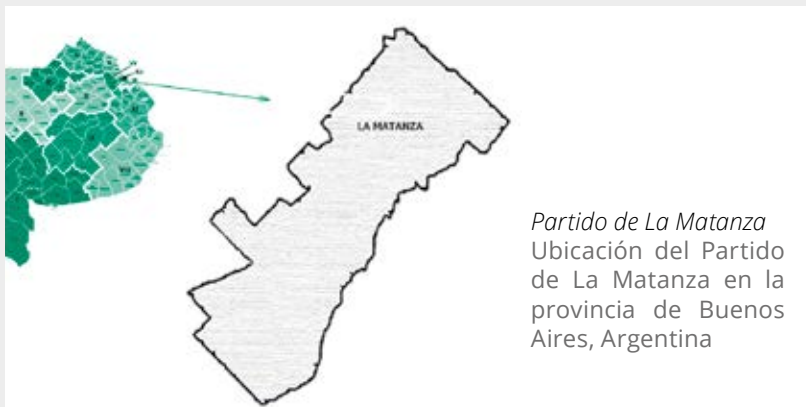 LA MATANZA
Partido de La Matanza
Ubicación del Partido
de La Matanza en la
provincia de Buenos
Aires, Argentina